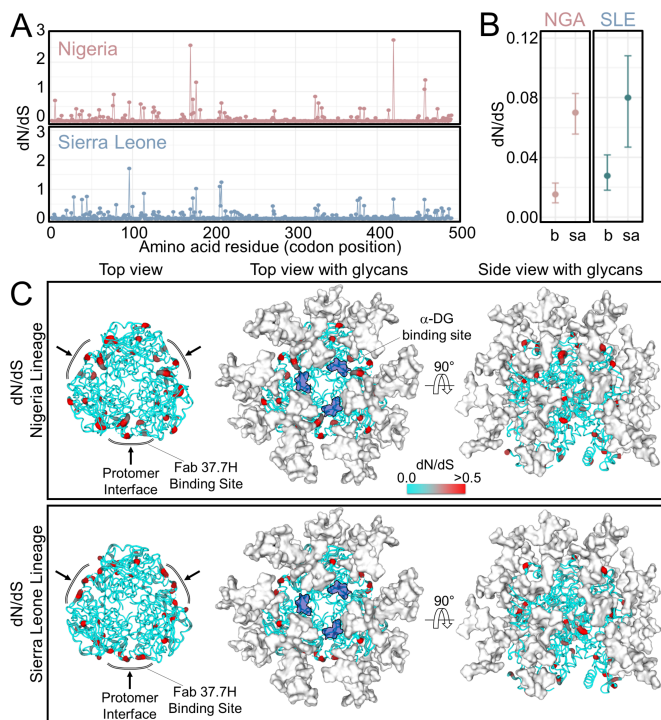 A
3
Nigeria
2
dN/dS
1
0
3
Sierra Leone
2
dN/dS
1
0
0
100
200
300
400
500
Amino acid residue (codon position)
B
NGA
SLE
0.12
dN/dS
0.08
0.04
0.00
b
sa
b
sa
Top view
Top view with glycans
Side view with glycans
C
dN/dS
Nigeria Lineage
α-DG
binding site
90°
dN/dS
0.0
>0.5
Protomer
Interface
Fab 37.7H
Binding Site
dN/dS
Sierra Leone Lineage
90°
Protomer
Interface
Fab 37.7H
Binding Site